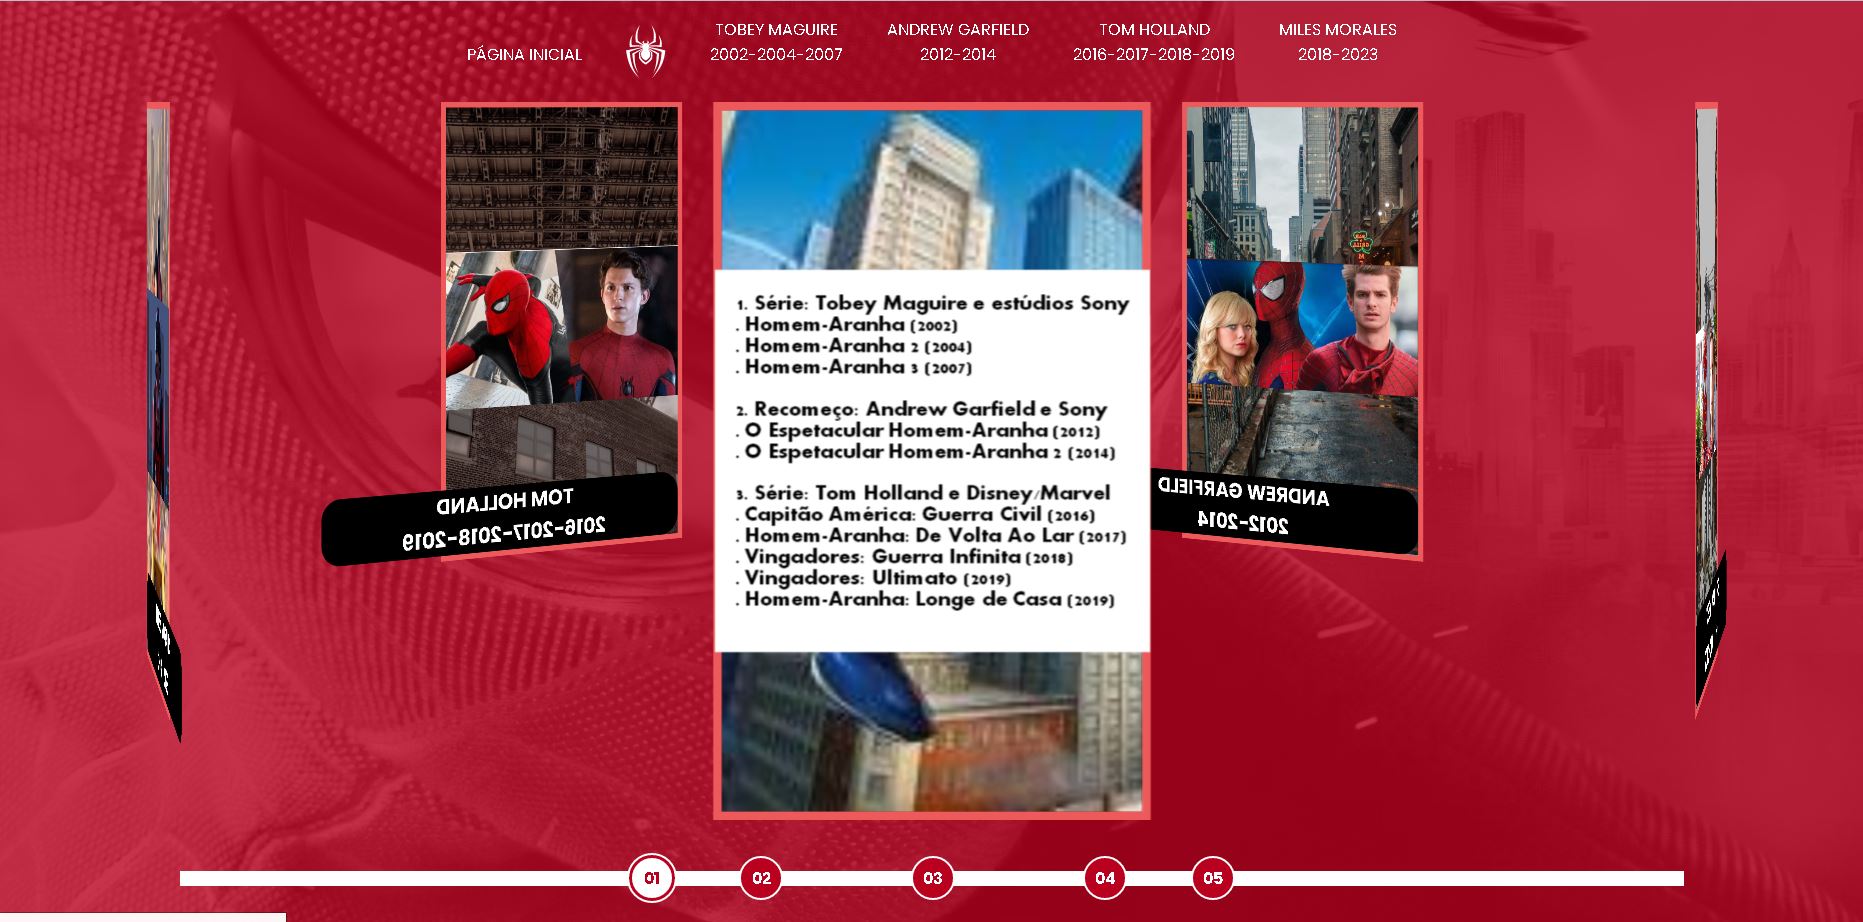 PÁGINA INICIAL
TOBEY MAGUIRE
2002-2004-2007
ANDREW GARFIELD
2012-2014
TOM HOLLAND
2016-2017-2018-2019
MILES MORALES
2018-2023
TOM HOLLAND
2016-2017-2018-2019
1. Série: Tobey Maguire e estúdios Sony
. Homem-Aranha (2002)
. Homem-Aranha 2 (2004)
. Homem-Aranha 3 (2007)
2. Recomeço: Andrew Garfield e Sony
. O Espetacular Homem-Aranha (2012)
. O Espetacular Homem-Aranha 2 (2014)
3. Série: Tom Holland e Disney/Marvel
. Capitão América: Guerra Civil (2016)
. Homem-Aranha: De Volta Ao Lar (2017)
. Vingadores: Guerra Infinita (2018)
. Vingadores: Ultimato (2019)
. Homem-Aranha: Longe de Casa (2019)
ANDREW GARFIELD
2012-2014
01
02
03
04
05